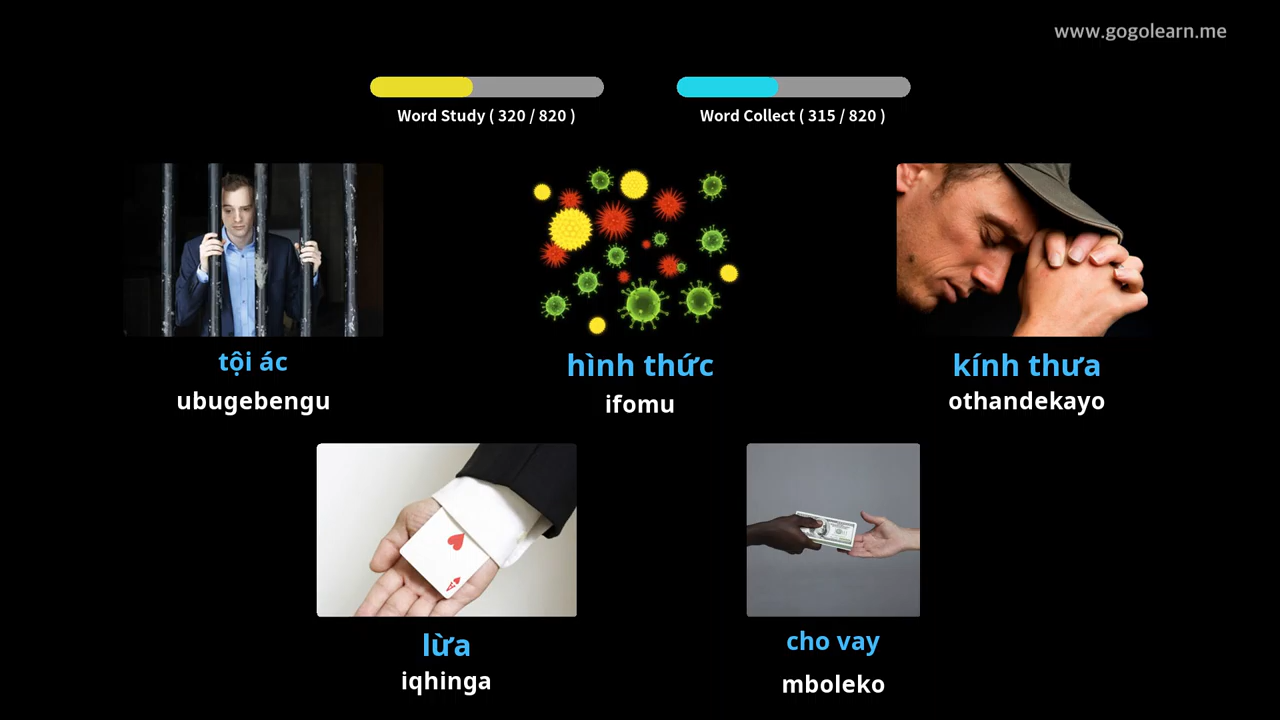 www.gogolearn.me
Word Study ( 320 / 820 )
Word Collect ( 315 / 820 )
tội ác
ubugebengu
hình thức
ifomu
kính thưa
othandekayo
lừa
iqhinga
cho vay
mboleko